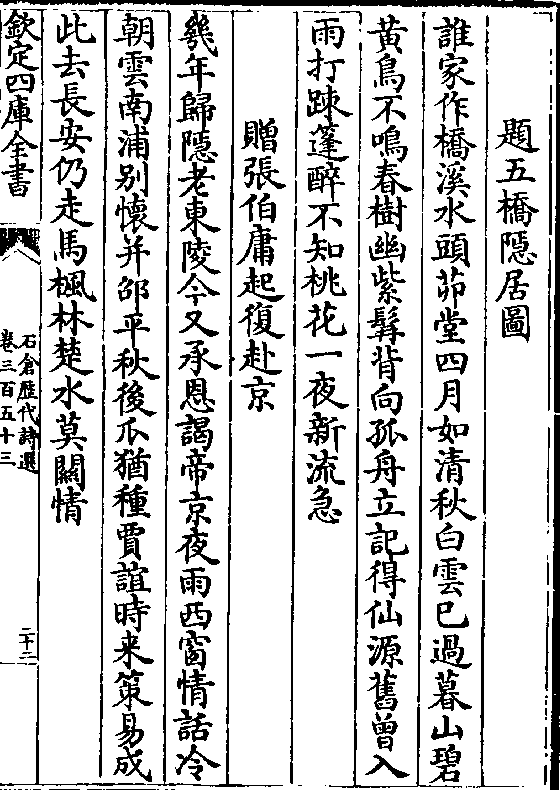 題五橋隱居圖
誰家作橋溪水頭茆堂四月如清秋白雲已過暮山碧
黃鳥不鳴春樹幽紫髯背向孤舟立記得仙源舊曾入
雨打踈蓬醉不知桃花一夜新流急
贈張伯庸起復赴京
幾年歸隱老東陵今又承恩謁帝京夜雨西窗情話冷
朝雲南浦別懷并邵平秋後瓜猶種賈誼時来策易成
此去長安仍走馬楓林楚水莫關情
欽定四庫全書
石倉歷代詩選
卷三百五十三
二十二